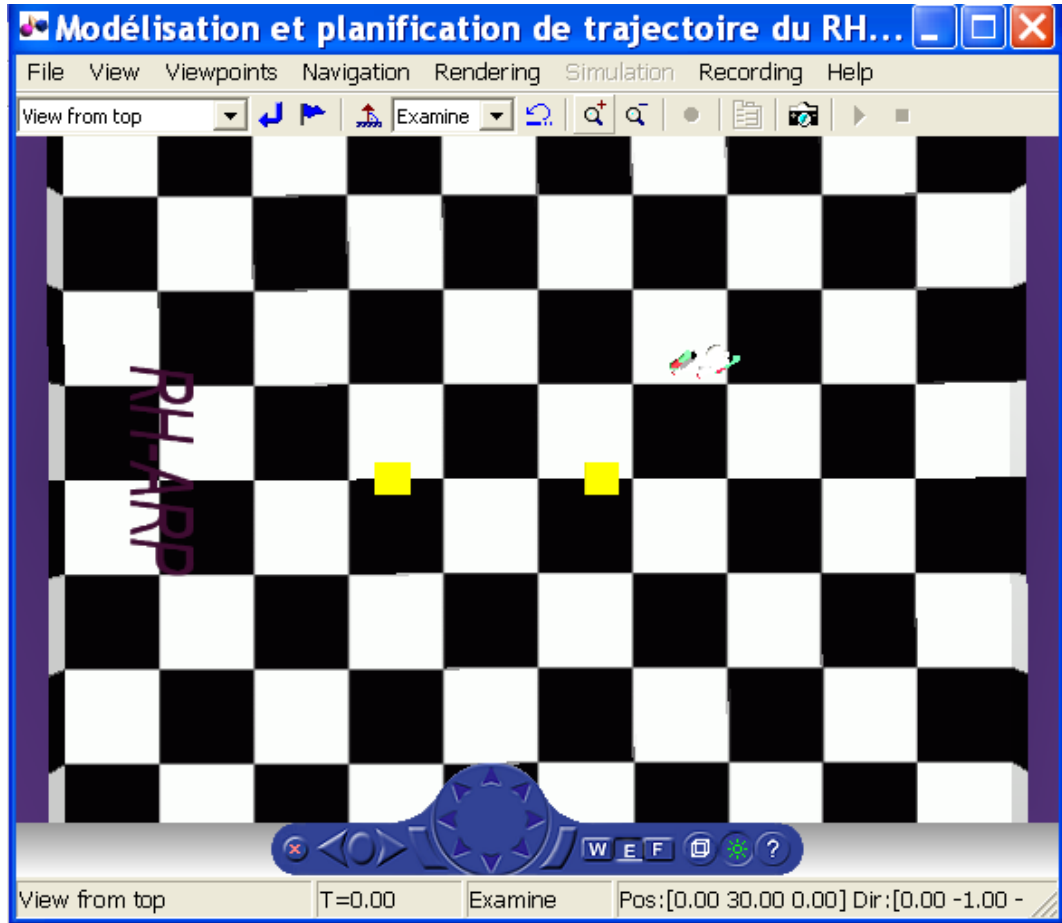 Modélisation et planification de trajectoire du RH...
File View Viewpoints Navigation Rendering Simulation Recording Help
View from top Examine
RH-ARP
W E F ?
View from top T=0.00 Examine Pos:[0.00 30.00 0.00] Dir:[0.00 -1.00 -